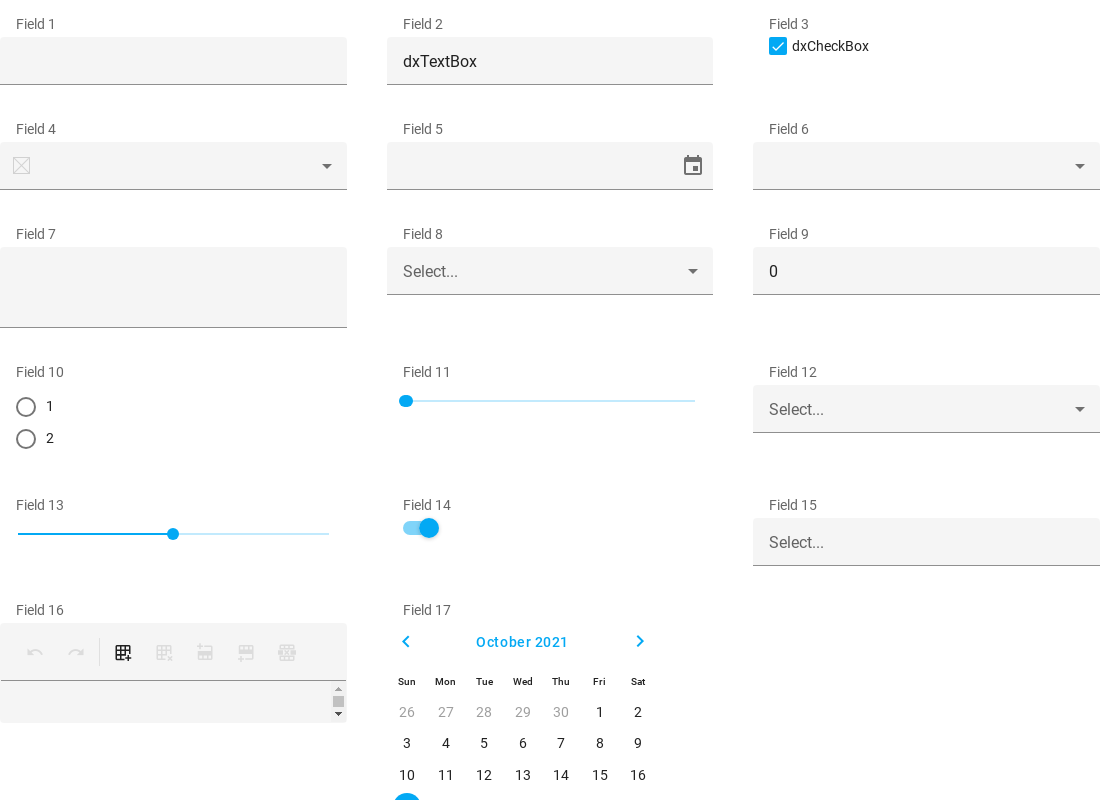 Field 1
Field 2
Field 3
dxTextBox
dxCheckBox
Field 4
Field 5
Field 6
Field 7
Field 8
Field 9
Select...
0
Field 10
Field 11
Field 12
1
2
Select...
Field 13
Field 14
Field 15
Select...
Field 16
Field 17
October 2021
Sun Mon Tue Wed Thu Fri Sat
26 27 28 29 30 1 2
3 4 5 6 7 8 9
10 11 12 13 14 15 16